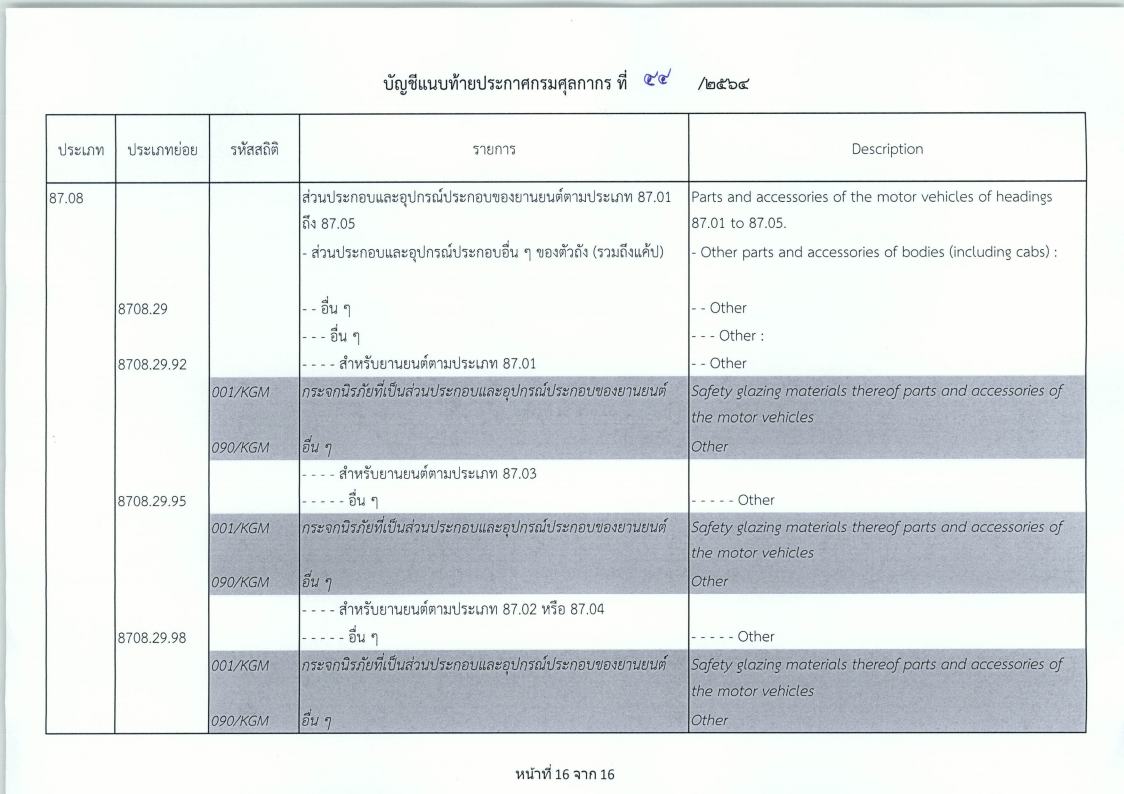 บัญชีแนบท้ายประกาศกรมศุลกากร ที่ /๒๕๖๔
ประเภท ประเภทย่อย รหัสสถิติ รายการ Description
87.08 ส่วนประกอบและอุปกรณ์ประกอบของยานยนต์ตามประเภท 87.01 Parts and accessories of the motor vehicles of headings
ถึง 87.05 87.01 to 87.05.
- ส่วนประกอบและอุปกรณ์ประกอบอื่น ๆ ของตัวถัง (รวมถึงแค้ป) - Other parts and accessories of bodies (including cabs) :
8708.29 - - อื่น ๆ - - Other
- - - อื่น ๆ - - - Other :
8708.29.92 - - - - สำหรับยานยนต์ตามประเภท 87.01 - - Other
001/KGM กระจกนิรภัยที่เป็นส่วนประกอบและอุปกรณ์ประกอบของยานยนต์ Safety glazing materials thereof parts and accessories of
the motor vehicles
090/KGM อื่น ๆ Other
- - - - สำหรับยานยนต์ตามประเภท 87.03
8708.29.95 - - - - - อื่น ๆ - - - - - Other
001/KGM กระจกนิรภัยที่เป็นส่วนประกอบและอุปกรณ์ประกอบของยานยนต์ Safety glazing materials thereof parts and accessories of
the motor vehicles
090/KGM อื่น ๆ Other
- - - - สำหรับยานยนต์ตามประเภท 87.02 หรือ 87.04
8708.29.98 - - - - - อื่น ๆ - - - - - Other
001/KGM กระจกนิรภัยที่เป็นส่วนประกอบและอุปกรณ์ประกอบของยานยนต์ Safety glazing materials thereof parts and accessories of
the motor vehicles
090/KGM อื่น ๆ Other
หน้าที่ 16 จาก 16